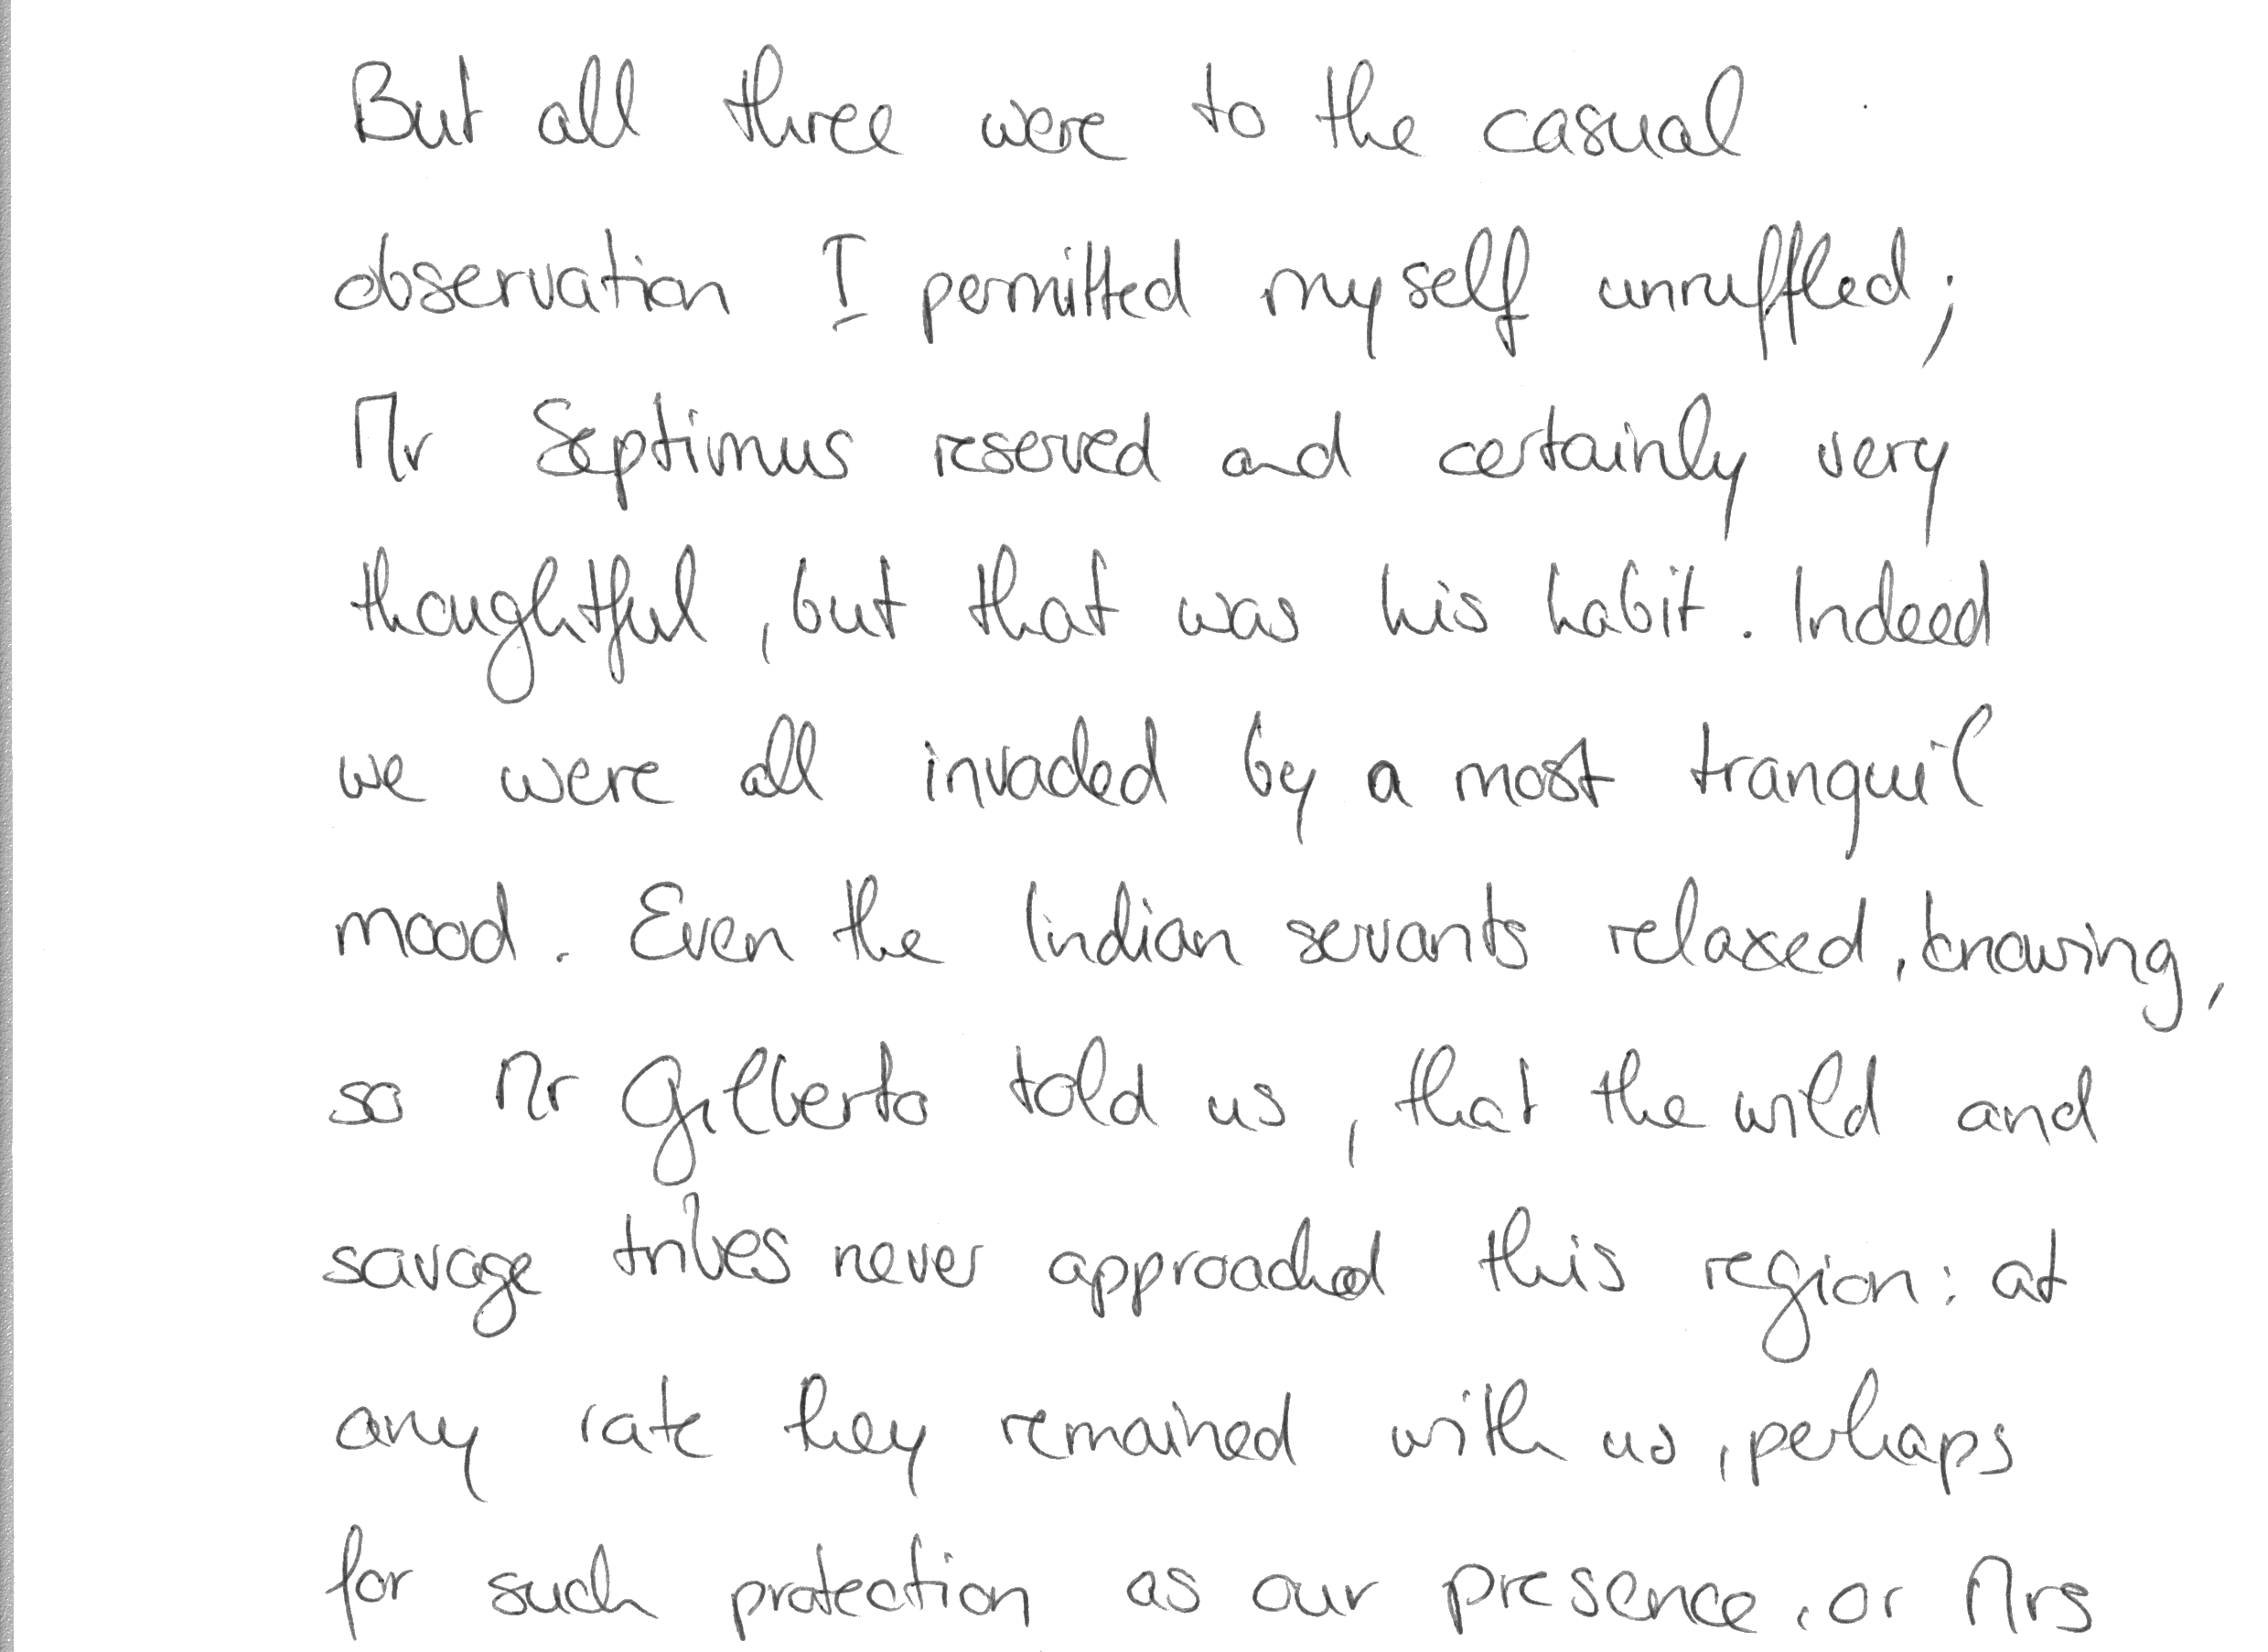 But all three were to the casual
observation I permitted myself unruffled;
Mr Septimus reserved and certainly very
thoughtful, but that was his habit. Indeed
we were all invaded by a most tranquil
mood. Even the Indian servants relaxed, knowing,
so Mr Gilberto told us, that the wild and
savage tribes never approached this region: at
any rate they remained with us, perhaps
for such protection as our presence, or Mrs